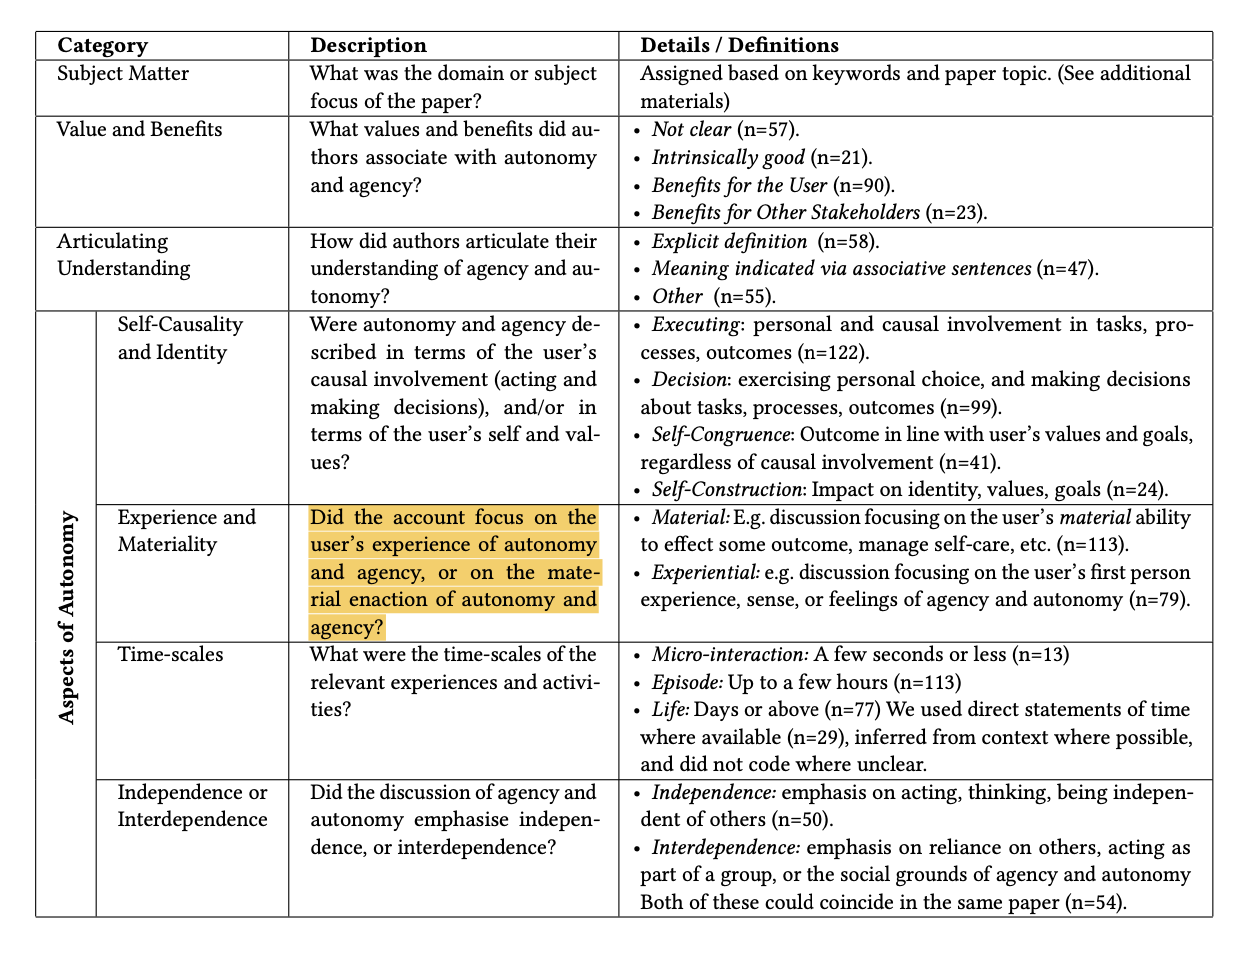 Category
Description
Details / Definitions
Subject Matter
What was the domain or subject
focus of the paper?
Assigned based on keywords and paper topic. (See additional
materials)
Value and Benefits
What values and benefits did au-
thors associate with autonomy
and agency?
• Not clear (n=57).
• Intrinsically good (n=21).
• Benefits for the User (n=90).
• Benefits for Other Stakeholders (n=23).
Articulating
Understanding
How did authors articulate their
understanding of agency and au-
tonomy?
• Explicit definition (n=58).
• Meaning indicated via associative sentences (n=47).
• Other (n=55).
Aspects of Autonomy
Self-Causality
and Identity
Were autonomy and agency de-
scribed in terms of the user's
causal involvement (acting and
making decisions), and/or in
terms of the user's self and val-
ues?
• Executing: personal and causal involvement in tasks, pro-
cesses, outcomes (n=122).
• Decision: exercising personal choice, and making decisions
about tasks, processes, outcomes (n=99).
• Self-Congruence: Outcome in line with user's values and goals,
regardless of causal involvement (n=41).
• Self-Construction: Impact on identity, values, goals (n=24).
Experience and
Materiality
Did the account focus on the
user's experience of autonomy
and agency, or on the mate-
rial enaction of autonomy and
agency?
• Material: E.g. discussion focusing on the user's material ability
to effect some outcome, manage self-care, etc. (n=113).
• Experiential: e.g. discussion focusing on the user's first person
experience, sense, or feelings of agency and autonomy (n=79).
Time-scales
What were the time-scales of the
relevant experiences and activi-
ties?
• Micro-interaction: A few seconds or less (n=13)
• Episode: Up to a few hours (n=113)
• Life: Days or above (n=77) We used direct statements of time
where available (n=29), inferred from context where possible,
and did not code where unclear.
Independence or
Interdependence
Did the discussion of agency and
autonomy emphasise indepen-
dence, or interdependence?
• Independence: emphasis on acting, thinking, being indepen-
dent of others (n=50).
• Interdependence: emphasis on reliance on others, acting as
part of a group, or the social grounds of agency and autonomy
Both of these could coincide in the same paper (n=54).